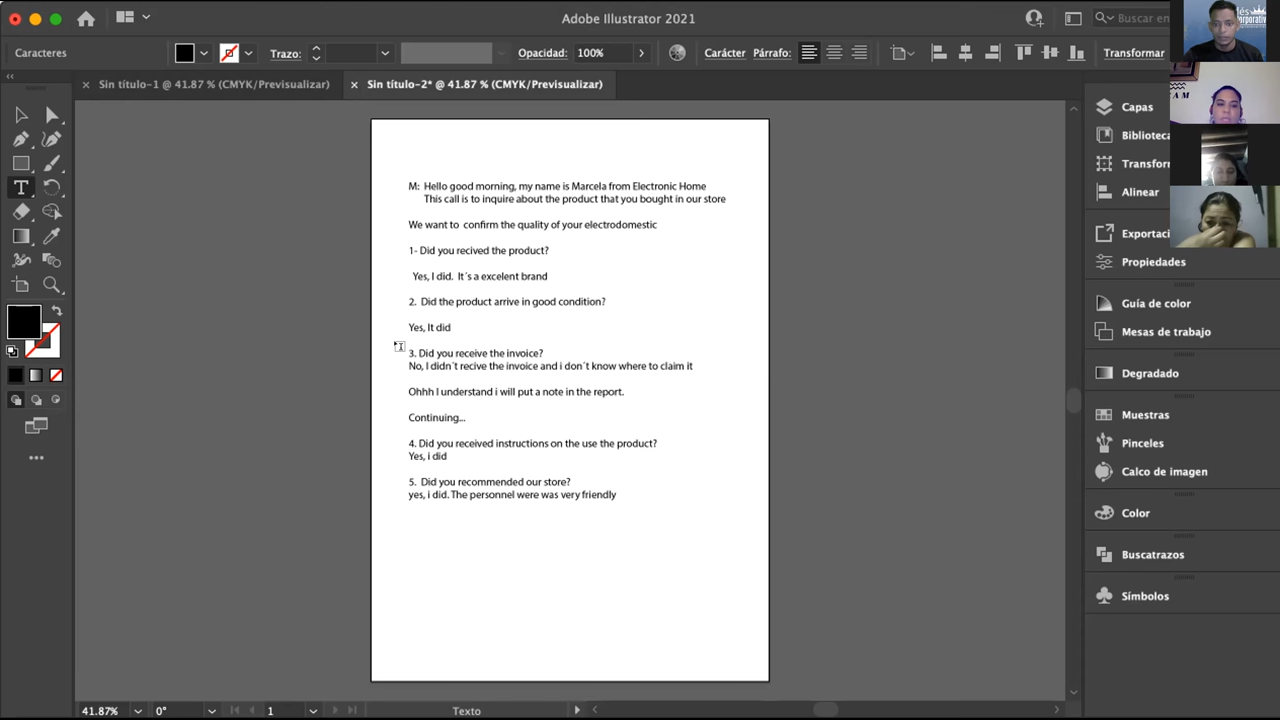 Adobe Illustrator 2021
Buscar en
Caracteres
Trazo:
Opacidad: 100%
Carácter
Párrafo:
Transformar
Sin título-1 @ 41.87 % (CMYK/Previsualizar)
Sin título-2* @ 41.87 % (CMYK/Previsualizar)
M: Hello good morning, my name is Marcela from Electronic Home
This call is to inquire about the product that you bought in our store
We want to confirm the quality of your electrodomestic
1- Did you recived the product?
Yes, I did. It´s a excelent brand
2. Did the product arrive in good condition?
Yes, It did
3. Did you receive the invoice?
No, I didn´t recive the invoice and i don´t know where to claim it
Ohhh I understand i will put a note in the report.
Continuing...
4. Did you received instructions on the use the product?
Yes, i did
5. Did you recommended our store?
yes, i did. The personnel were was very friendly
Capas
Biblioteca
Transform
Alinear
Exportaci
Propiedades
Guía de color
Mesas de trabajo
Degradado
Muestras
Pinceles
Calco de imagen
Color
Buscatrazos
Símbolos
41.87%
0°
1
Texto